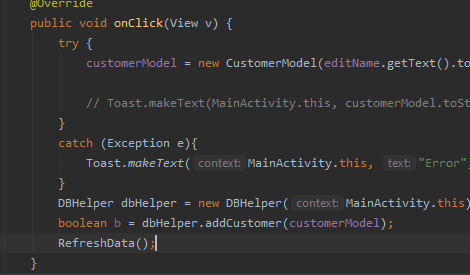 @Override
public void onClick(View v) {
try {
customerModel = new CustomerModel(editName.getText().to
// Toast.makeText(MainActivity.this, customerModel.toSt
}
catch (Exception e){
Toast.makeText( context: MainActivity.this, text: "Error",
}
DBHelper dbHelper = new DBHelper( context: MainActivity.this)
boolean b = dbHelper.addCustomer(customerModel);
RefreshData();
}